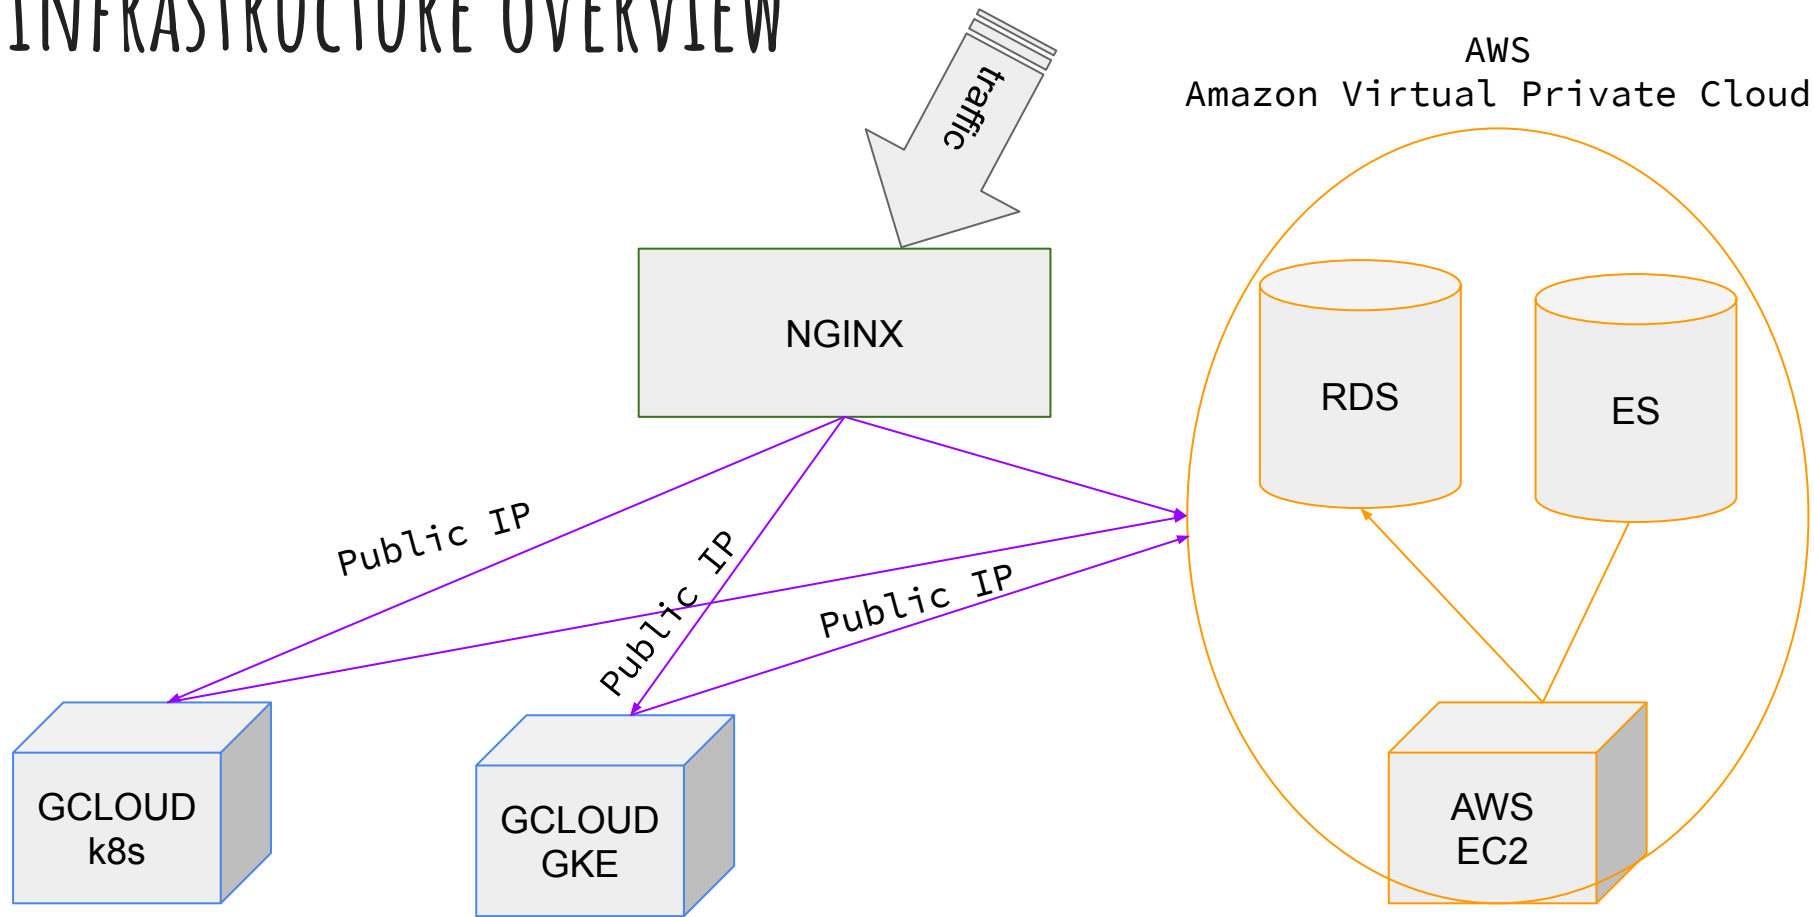 INFRASTRUCTURE OVERVIEW
traffic
AWS
Amazon Virtual Private Cloud
NGINX
RDS
ES
Public IP
Public IP
Public IP
GCLOUD
k8s
GCLOUD
GKE
AWS
EC2